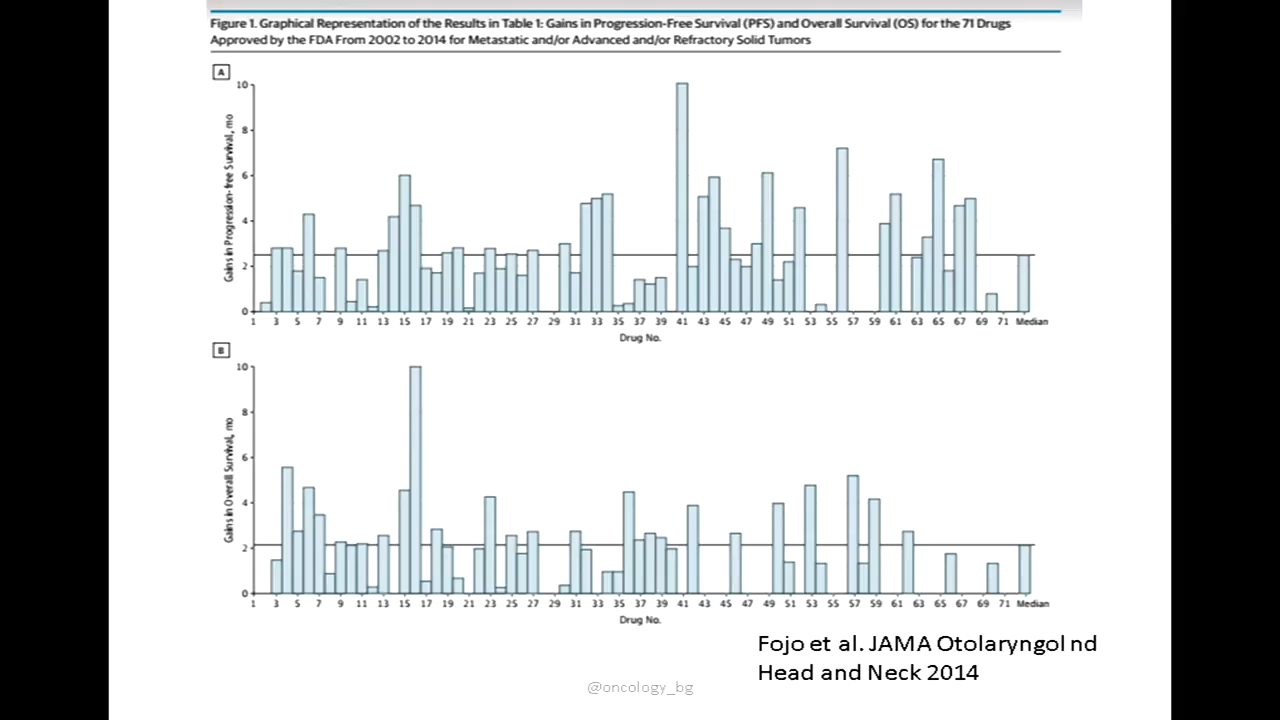 Figure 1. Graphical Representation of the Results in Table 1: Gains in Progression-Free Survival (PFS) and Overall Survival (OS) for the 71 Drugs
Approved by the FDA From 2002 to 2014 for Metastatic and/or Advanced and/or Refractory Solid Tumors
A
Gains in Progression-free Survival, mo
10
8
6
4
2
0
1 3 5 7 9 11 13 15 17 19 21 23 25 27 29 31 33 35 37 39 41 43 45 47 49 51 53 55 57 59 61 63 65 67 69 71 Median
Drug No.
B
Gains in Overall Survival, mo
10
8
6
4
2
0
1 3 5 7 9 11 13 15 17 19 21 23 25 27 29 31 33 35 37 39 41 43 45 47 49 51 53 55 57 59 61 63 65 67 69 71 Median
Drug No.
Fojo et al. JAMA Otolaryngol nd
Head and Neck 2014
@oncology_bg